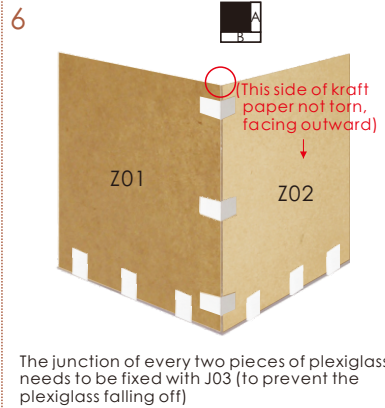 6
A
B
(This side of kraft
paper not torn,
facing outward)
Z01
Z02
The junction of every two pieces of plexiglass
needs to be fixed with J03 (to prevent the
plexiglass falling off)